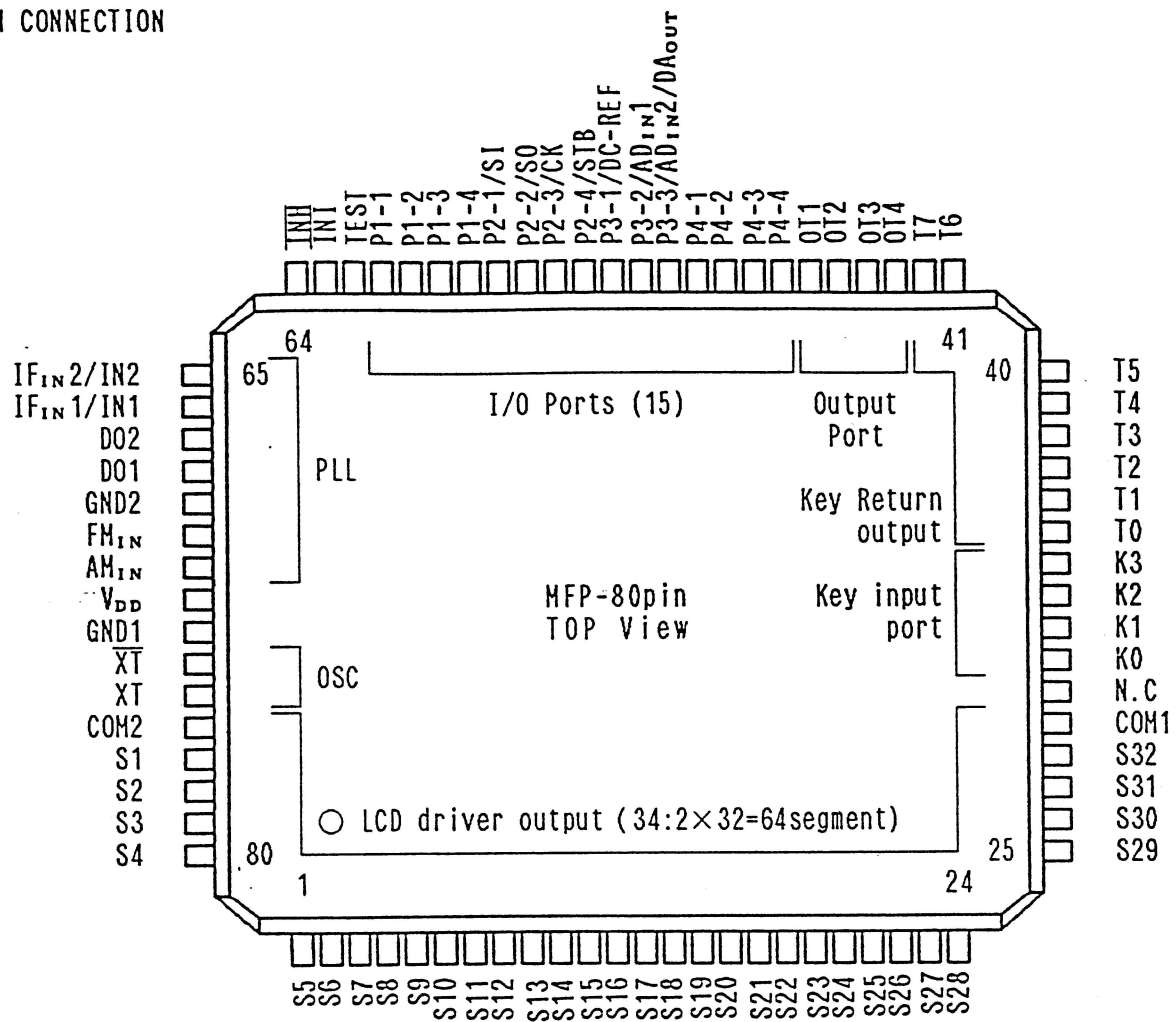 CONNECTION
INH
INI
TEST
P1-1
P1-2
P1-3
P1-4
P2-1/SI
P2-2/SO
P2-3/CK
P2-4/STB
P3-1/DC-REF
P3-2/ADIN1
P3-3/ADIN2/DAOUT
P4-1
P4-2
P4-3
P4-4
OT1
OT2
OT3
OT4
T7
T6
64
41
65
40
IFIN2/IN2
IFIN1/IN1
DO2
DO1
GND2
FMIN
AMIN
VDD
GND1
XT
XT
COM2
S1
S2
S3
S4
I/O Ports (15)
Output
Port
PLL
Key Return
output
MFP-80pin
TOP View
Key input
port
OSC
LCD driver output (34:2×32=64segment)
T5
T4
T3
T2
T1
T0
K3
K2
K1
K0
N.C
COM1
S32
S31
S30
S29
80
25
1
24
S5
S6
S7
S8
S9
S10
S11
S12
S13
S14
S15
S16
S17
S18
S19
S20
S21
S22
S23
S24
S25
S26
S27
S28